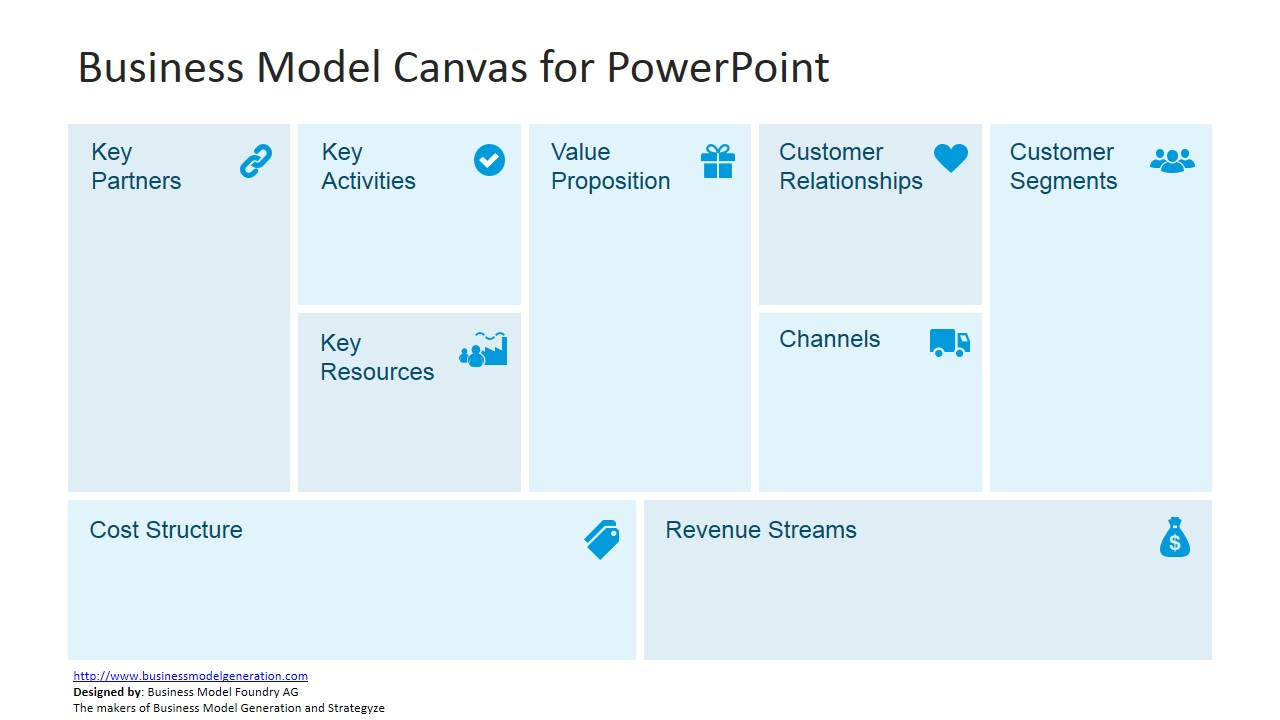 Business Model Canvas for PowerPoint
Key
Partners
Key
Activities
Key
Resources
Value
Proposition
Customer
Relationships
Channels
Customer
Segments
Cost Structure
Revenue Streams
$
http://www.businessmodelgeneration.com
Designed by: Business Model Foundry AG
The makers of Business Model Generation and Strategyze